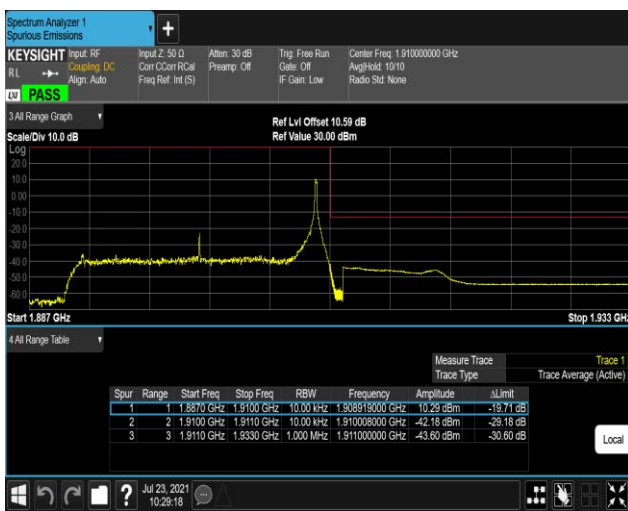 Spectrum Analyzer 1
Spurious Emissions
+
KEYSIGHT Input: RF Input Z: 50 Ω Atten: 30 dB Trig: Free Run Center Freq: 1.910000000 GHz
RL Coupling: DC Corr CCorr RCal Preamp: Off Gate: Off Avg|Hold: 10/10
Align: Auto Freq Ref: Int (S) IF Gain: Low Radio Std: None
LXI PASS
3 All Range Graph
Ref Lvl Offset 10.59 dB
Scale/Div 10.0 dB Ref Value 30.00 dBm
Log
20.0
10.0
0.00
-10.0
-20.0
-30.0
-40.0
-50.0
-60.0
Start 1.887 GHz Stop 1.933 GHz
4 All Range Table
Measure Trace Trace 1
Trace Type Trace Average (Active)
Spur Range Start Freq Stop Freq RBW Frequency Amplitude ΔLimit
1 1 1.8870 GHz 1.9100 GHz 10.00 kHz 1.908919000 GHz 10.29 dBm -19.71 dB
2 2 1.9100 GHz 1.9110 GHz 10.00 kHz 1.910008000 GHz -42.18 dBm -29.18 dB
3 3 1.9110 GHz 1.9330 GHz 1.000 MHz 1.911000000 GHz -43.60 dBm -30.60 dB
Local
? Jul 23, 2021
10:29:18